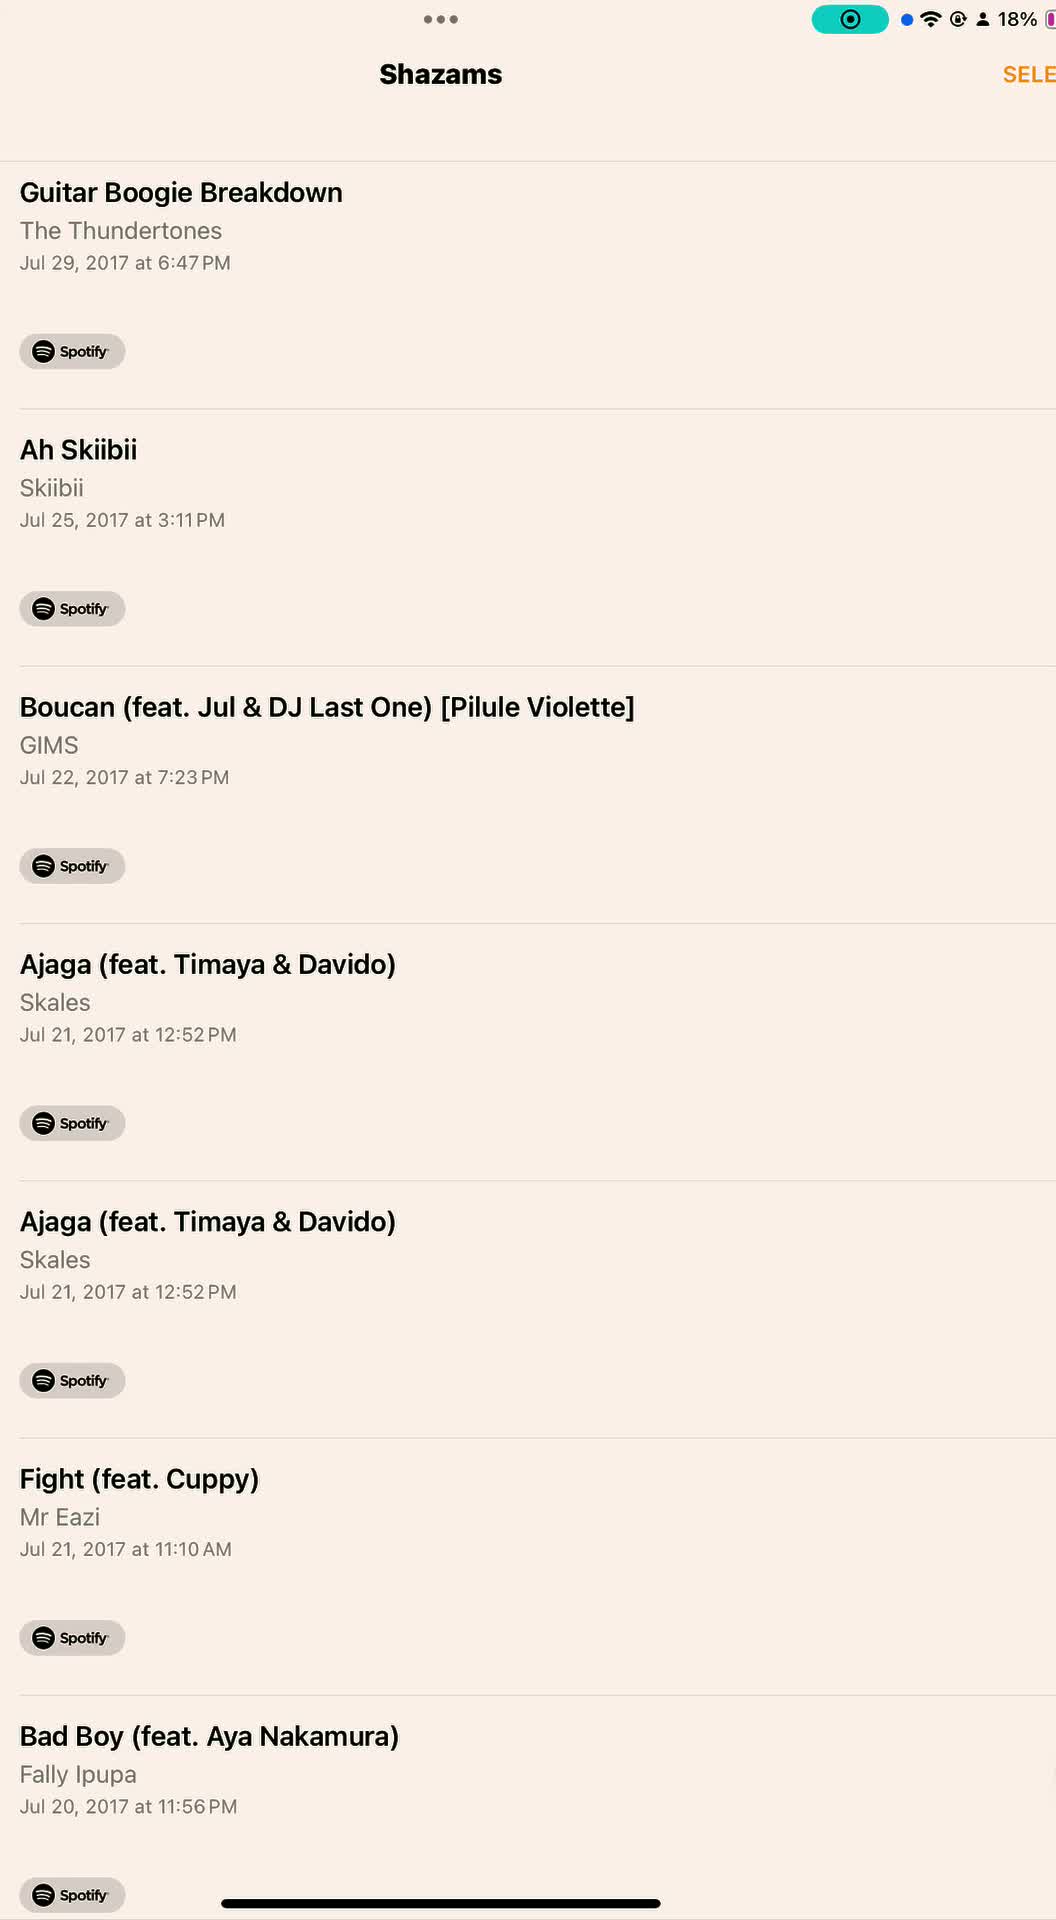 18%
Shazams
SELE
Guitar Boogie Breakdown
The Thundertones
Jul 29, 2017 at 6:47 PM
Spotify
Ah Skiibii
Skiibii
Jul 25, 2017 at 3:11 PM
Spotify
Boucan (feat. Jul & DJ Last One) [Pilule Violette]
GIMS
Jul 22, 2017 at 7:23 PM
Spotify
Ajaga (feat. Timaya & Davido)
Skales
Jul 21, 2017 at 12:52 PM
Spotify
Ajaga (feat. Timaya & Davido)
Skales
Jul 21, 2017 at 12:52 PM
Spotify
Fight (feat. Cuppy)
Mr Eazi
Jul 21, 2017 at 11:10 AM
Spotify
Bad Boy (feat. Aya Nakamura)
Fally Ipupa
Jul 20, 2017 at 11:56 PM
Spotify